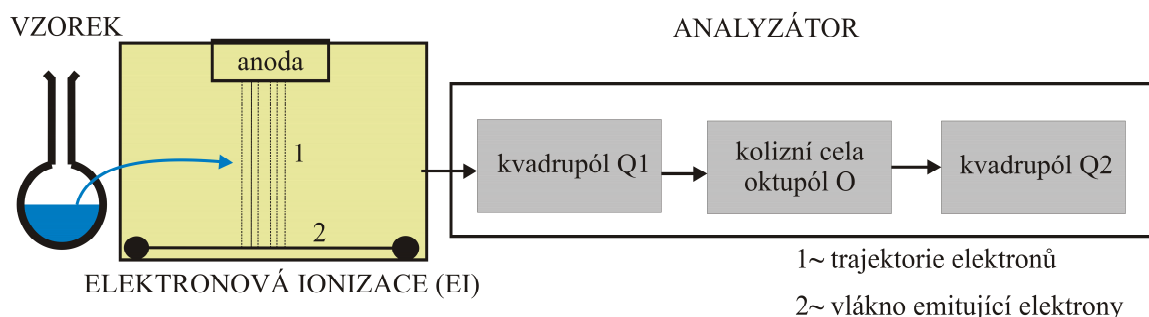 VZOREK
ANALYZÁTOR
anoda
1
kvadrupól Q1
kolizní cela
oktupól O
kvadrupól Q2
2
ELEKTRONOVÁ IONIZACE (EI)
1~ trajektorie elektronů
2~ vlákno emitující elektrony